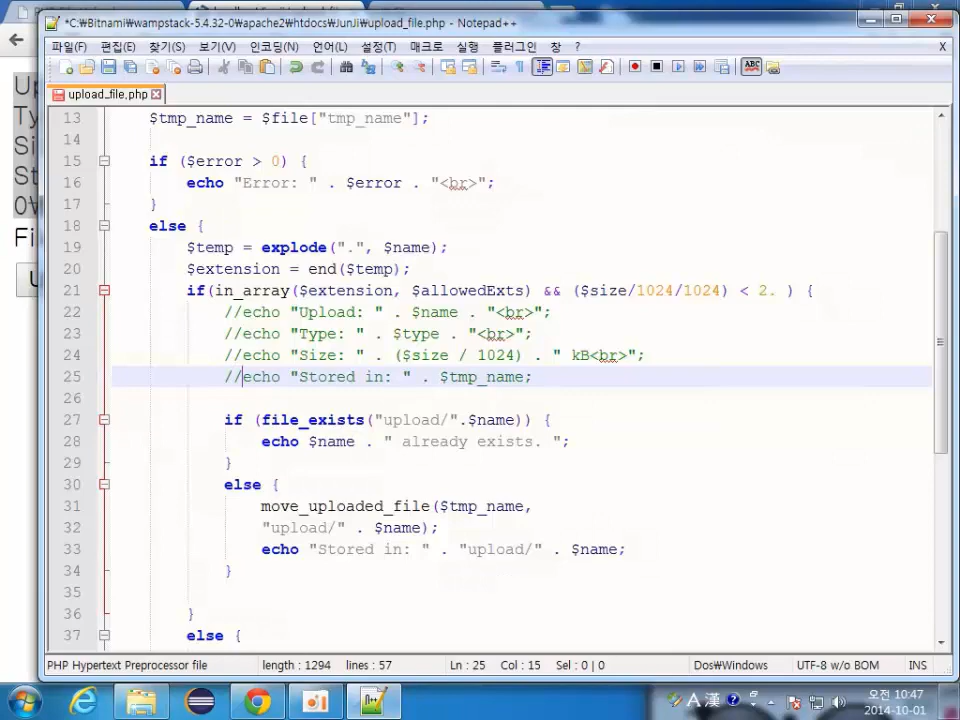 *C:₩Bitnami₩wampstack-5.4.32-0₩apache2₩htdocs₩JunJi₩upload_file.php - Notepad++
파일(F) 편집(E) 찾기(S) 보기(V) 인코딩(N) 언어(L) 설정(T) 매크로 실행 플러그인 창 ? X
upload_file.php
13 $tmp_name = $file["tmp_name"];
14
15 if ($error > 0) {
16 echo "Error: " . $error . "<br>";
17 }
18 else {
19 $temp = explode(".", $name);
20 $extension = end($temp);
21 if(in_array($extension, $allowedExts) && ($size/1024/1024) < 2. ) {
22 //echo "Upload: " . $name . "<br>";
23 //echo "Type: " . $type . "<br>";
24 //echo "Size: " . ($size / 1024) . " kB<br>";
25 //echo "Stored in: " . $tmp_name;
26
27 if (file_exists("upload/".$name)) {
28 echo $name . " already exists. ";
29 }
30 else {
31 move_uploaded_file($tmp_name,
32 "upload/" . $name);
33 echo "Stored in: " . "upload/" . $name;
34 }
35
36 }
37 else {
PHP Hypertext Preprocessor file length : 1294 lines : 57 Ln : 25 Col : 15 Sel : 0 | 0 Dos₩Windows UTF-8 w/o BOM INS
A 漢 오전 10:47
2014-10-01